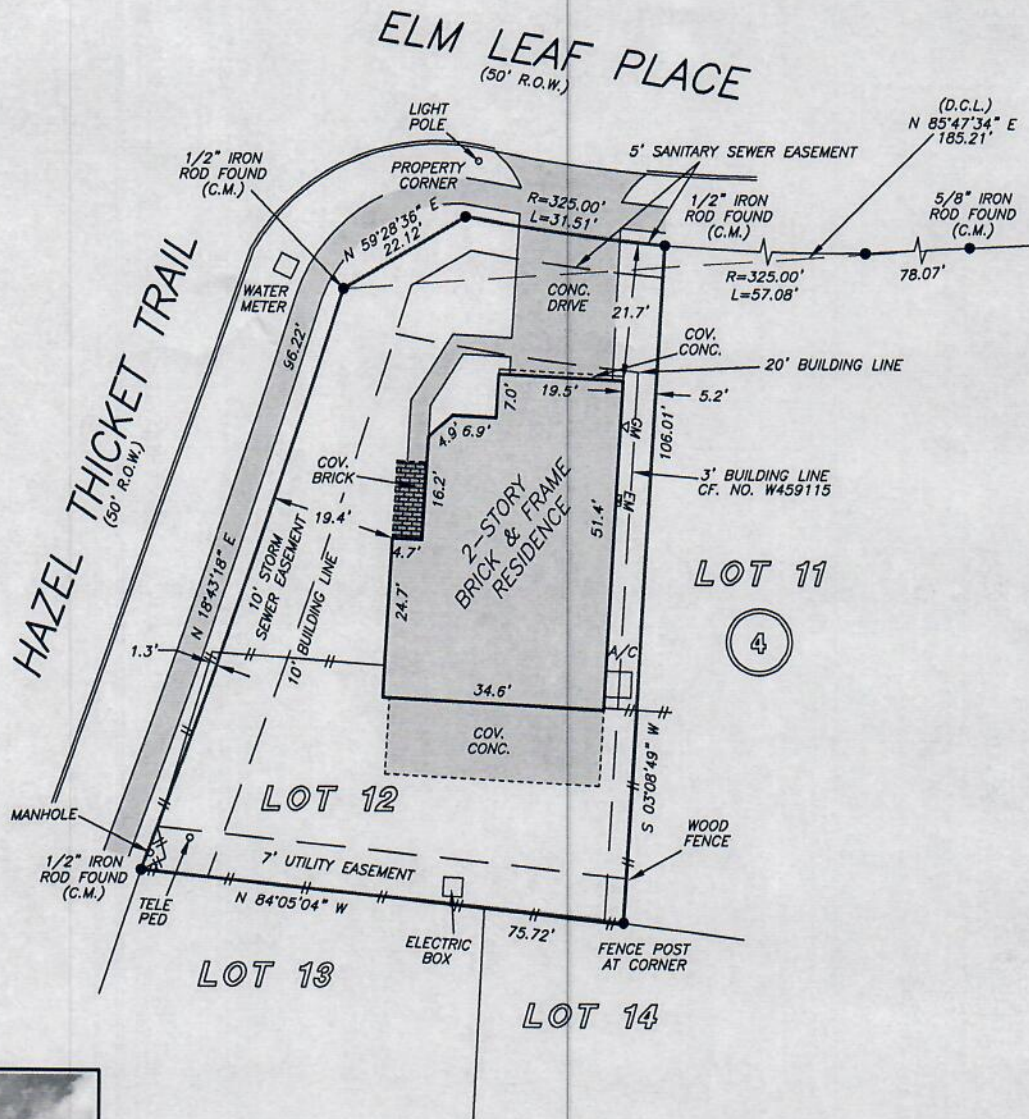 ELM LEAF PLACE
(50' R.O.W.)
LIGHT
POLE
(D.C.L.)
N 85°47'34" E
185.21'
1/2" IRON
ROD FOUND
(C.M.)
PROPERTY
CORNER
5' SANITARY SEWER EASEMENT
R=325.00'
L=31.51'
1/2" IRON
ROD FOUND
(C.M.)
5/8" IRON
ROD FOUND
(C.M.)
N 59°28'36" E
22.12'
WATER
METER
CONC.
DRIVE
21.7'
R=325.00'
L=57.08'
78.07'
HAZEL THICKET TRAIL
(50' R.O.W.)
96.22'
COV.
CONC.
20' BUILDING LINE
7.0'
19.5'
5.2'
4.9'
6.9'
GM
106.01'
COV.
BRICK
16.2'
3' BUILDING LINE
CF. NO. W459115
EM
19.4'
4.7'
2-STORY
BRICK & FRAME
RESIDENCE
51.4'
N 18°43'18" E
10' STORM
SEWER EASEMENT
10' BUILDING LINE
24.7'
LOT 11
4
1.3'
A/C
34.6'
COV.
CONC.
S 03°08'49" W
LOT 12
MANHOLE
WOOD
FENCE
1/2" IRON
ROD FOUND
(C.M.)
7' UTILITY EASEMENT
TELE
PED
N 84°05'04" W
75.72'
ELECTRIC
BOX
FENCE POST
AT CORNER
LOT 13
LOT 14